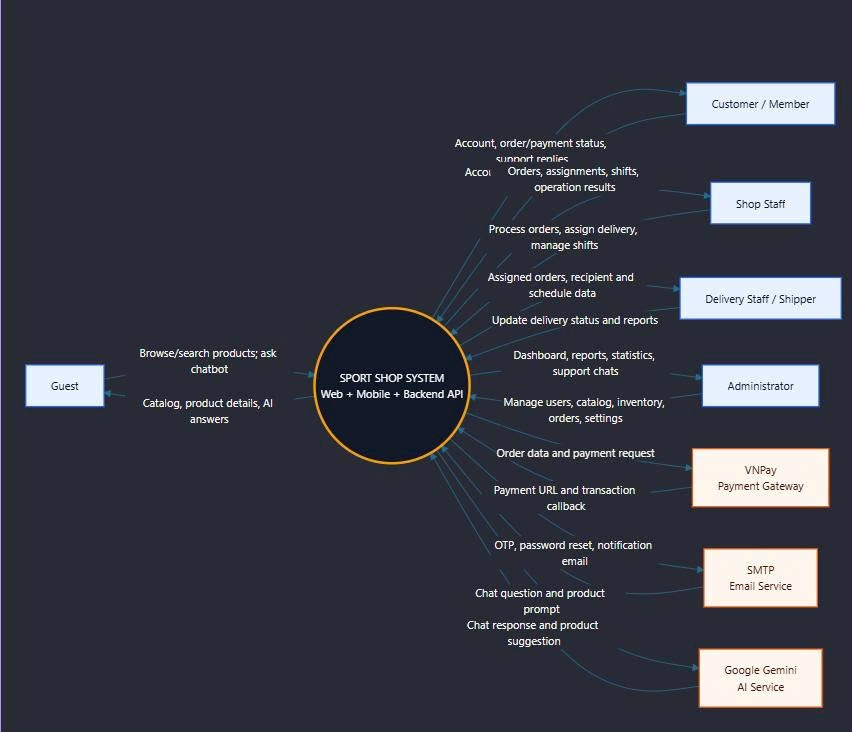 Customer / Member
Account, order/payment status,
support replies
Orders, assignments, shifts,
operation results
Shop Staff
Process orders, assign delivery,
manage shifts
Assigned orders, recipient and
schedule data
Delivery Staff / Shipper
Update delivery status and reports
Browse/search products; ask
chatbot
Guest
Catalog, product details, AI
answers
SPORT SHOP SYSTEM
Web + Mobile + Backend API
Dashboard, reports, statistics,
support chats
Administrator
Manage users, catalog, inventory,
orders, settings
Order data and payment request
VNPay
Payment Gateway
Payment URL and transaction
callback
OTP, password reset, notification
email
SMTP
Email Service
Chat question and product
prompt
Chat response and product
suggestion
Google Gemini
AI Service